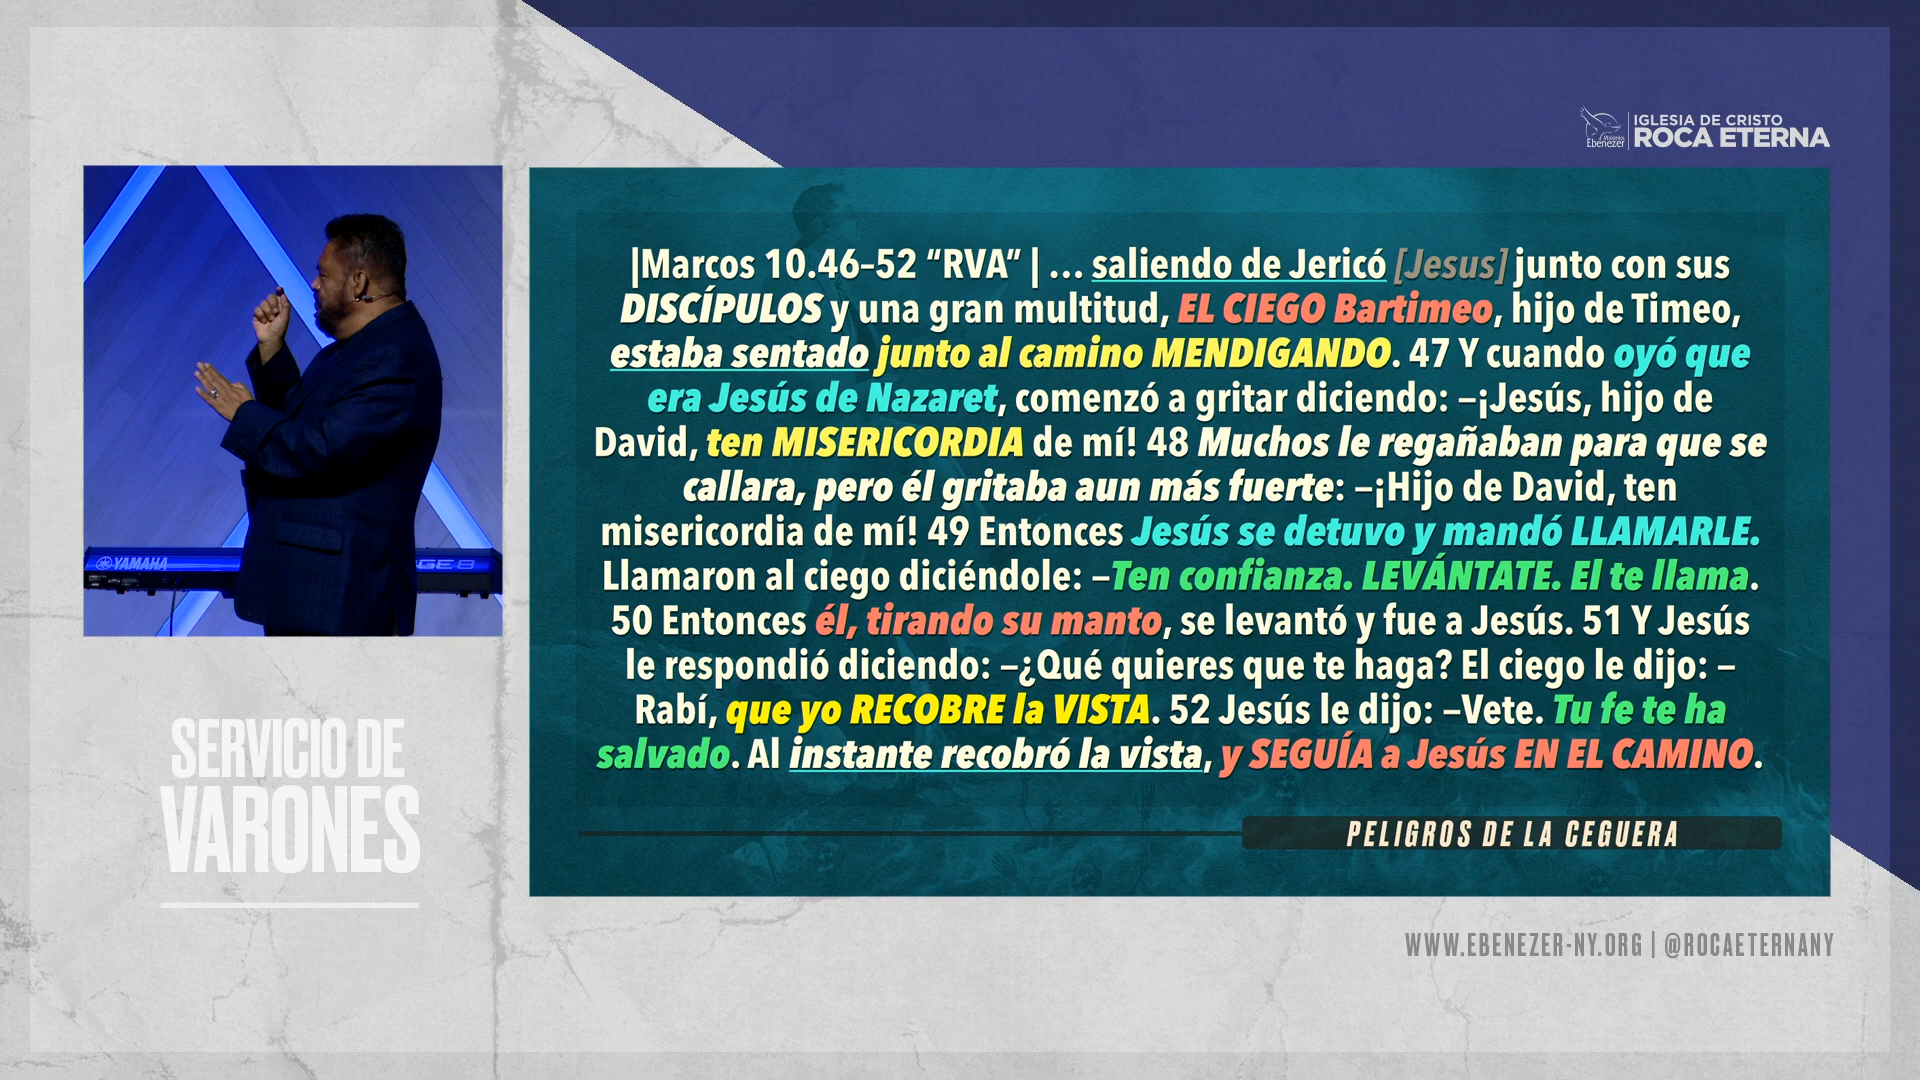 IGLESIA DE CRISTO
ROCA ETERNA
Ministerios
Ebenezer
|Marcos 10.46–52 “RVA” | … saliendo de Jericó [Jesus] junto con sus
DISCÍPULOS y una gran multitud, EL CIEGO Bartimeo, hijo de Timeo,
estaba sentado junto al camino MENDIGANDO. 47 Y cuando oyó que
era Jesús de Nazaret, comenzó a gritar diciendo: –¡Jesús, hijo de
David, ten MISERICORDIA de mí! 48 Muchos le regañaban para que se
callara, pero él gritaba aun más fuerte: –¡Hijo de David, ten
misericordia de mí! 49 Entonces Jesús se detuvo y mandó LLAMARLE.
Llamaron al ciego diciéndole: –Ten confianza. LEVÁNTATE. El te llama.
50 Entonces él, tirando su manto, se levantó y fue a Jesús. 51 Y Jesús
le respondió diciendo: –¿Qué quieres que te haga? El ciego le dijo: –
Rabí, que yo RECOBRE la VISTA. 52 Jesús le dijo: –Vete. Tu fe te ha
salvado. Al instante recobró la vista, y SEGUÍA a Jesús EN EL CAMINO.
PELIGROS DE LA CEGUERA
YAMAHA
GE8
SERVICIO DE
VARONES
WWW.EBENEZER-NY.ORG | @ROCAETERNANY